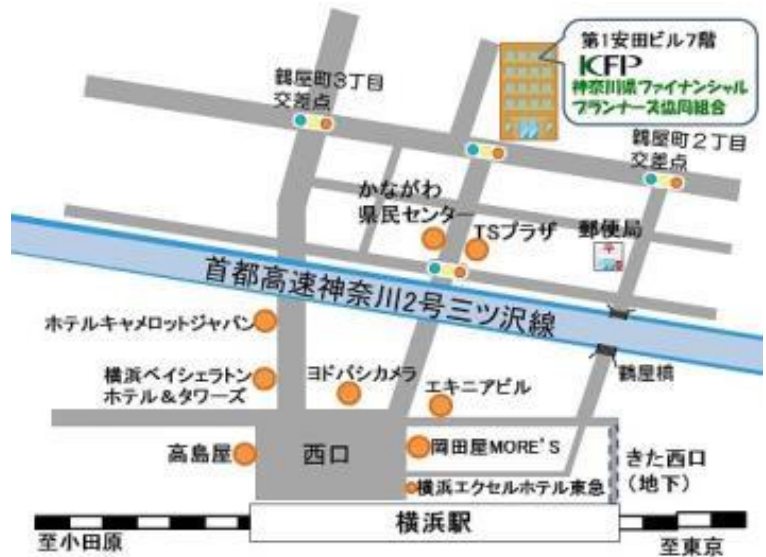 第1安田ビル7階
KFP
神奈川県ファイナンシャル
プランナーズ協同組合
鶴屋町3丁目
交差点
鶴屋町2丁目
交差点
かながわ
県民センター
TSプラザ
郵便局
首都高速神奈川2号三ツ沢線
ホテルキャメロットジャパン
横浜ベイシェラトン
ホテル&タワーズ
ヨドバシカメラ
エキニアビル
鶴屋橋
高島屋
西口
岡田屋MORE'S
きた西口
(地下)
横浜エクセルホテル東急
横浜駅
至小田原
至東京